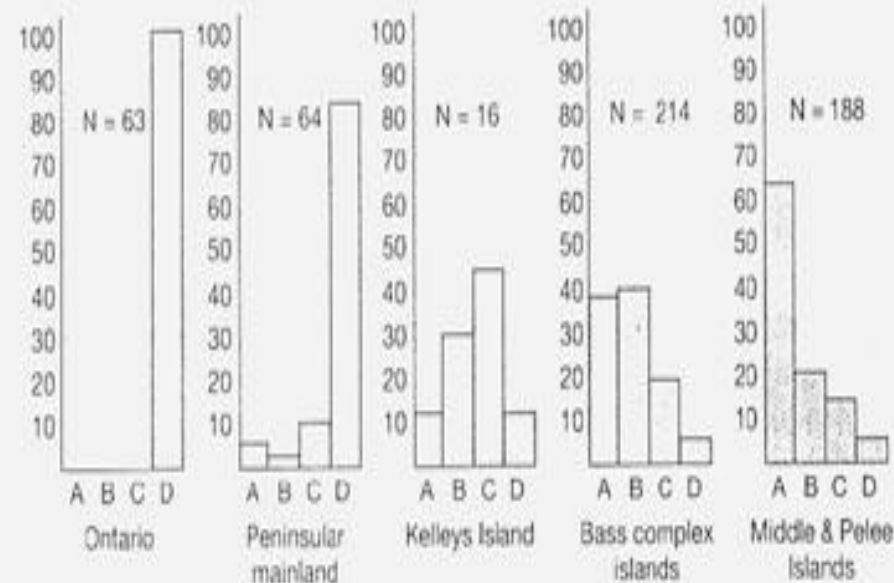 100 100 100 100 100
90 90 90 90 90
80 80 80 80 80
N = 63 N = 64 N = 16 N = 214 N = 188
70 70 70 70 70
60 60 60 60 60
50 50 50 50 50
40 40 40 40 40
30 30 30 30 30
20 20 20 20 20
10 10 10 10 10
A B C D A B C D A B C D A B C D A B C D
Ontario Peninsular Kelleys Island Bass complex Middle & Pelee
mainland islands Islands